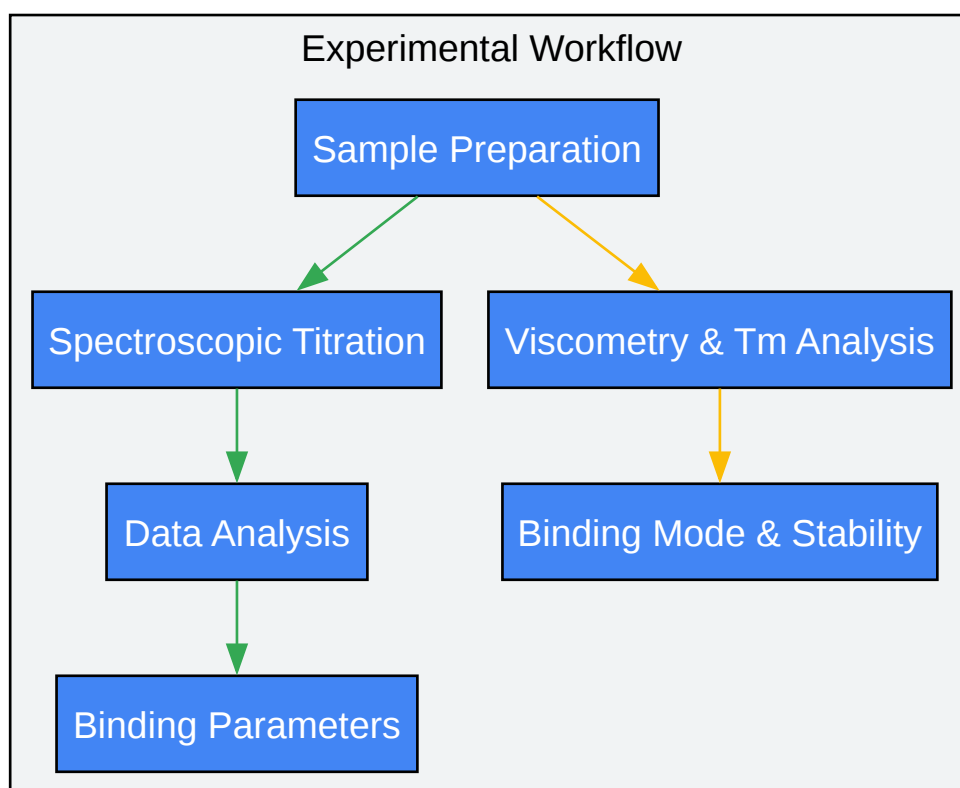 Experimental Workflow
Sample Preparation
Spectroscopic Titration
Viscometry & Tm Analysis
Data Analysis
Binding Mode & Stability
Binding Parameters